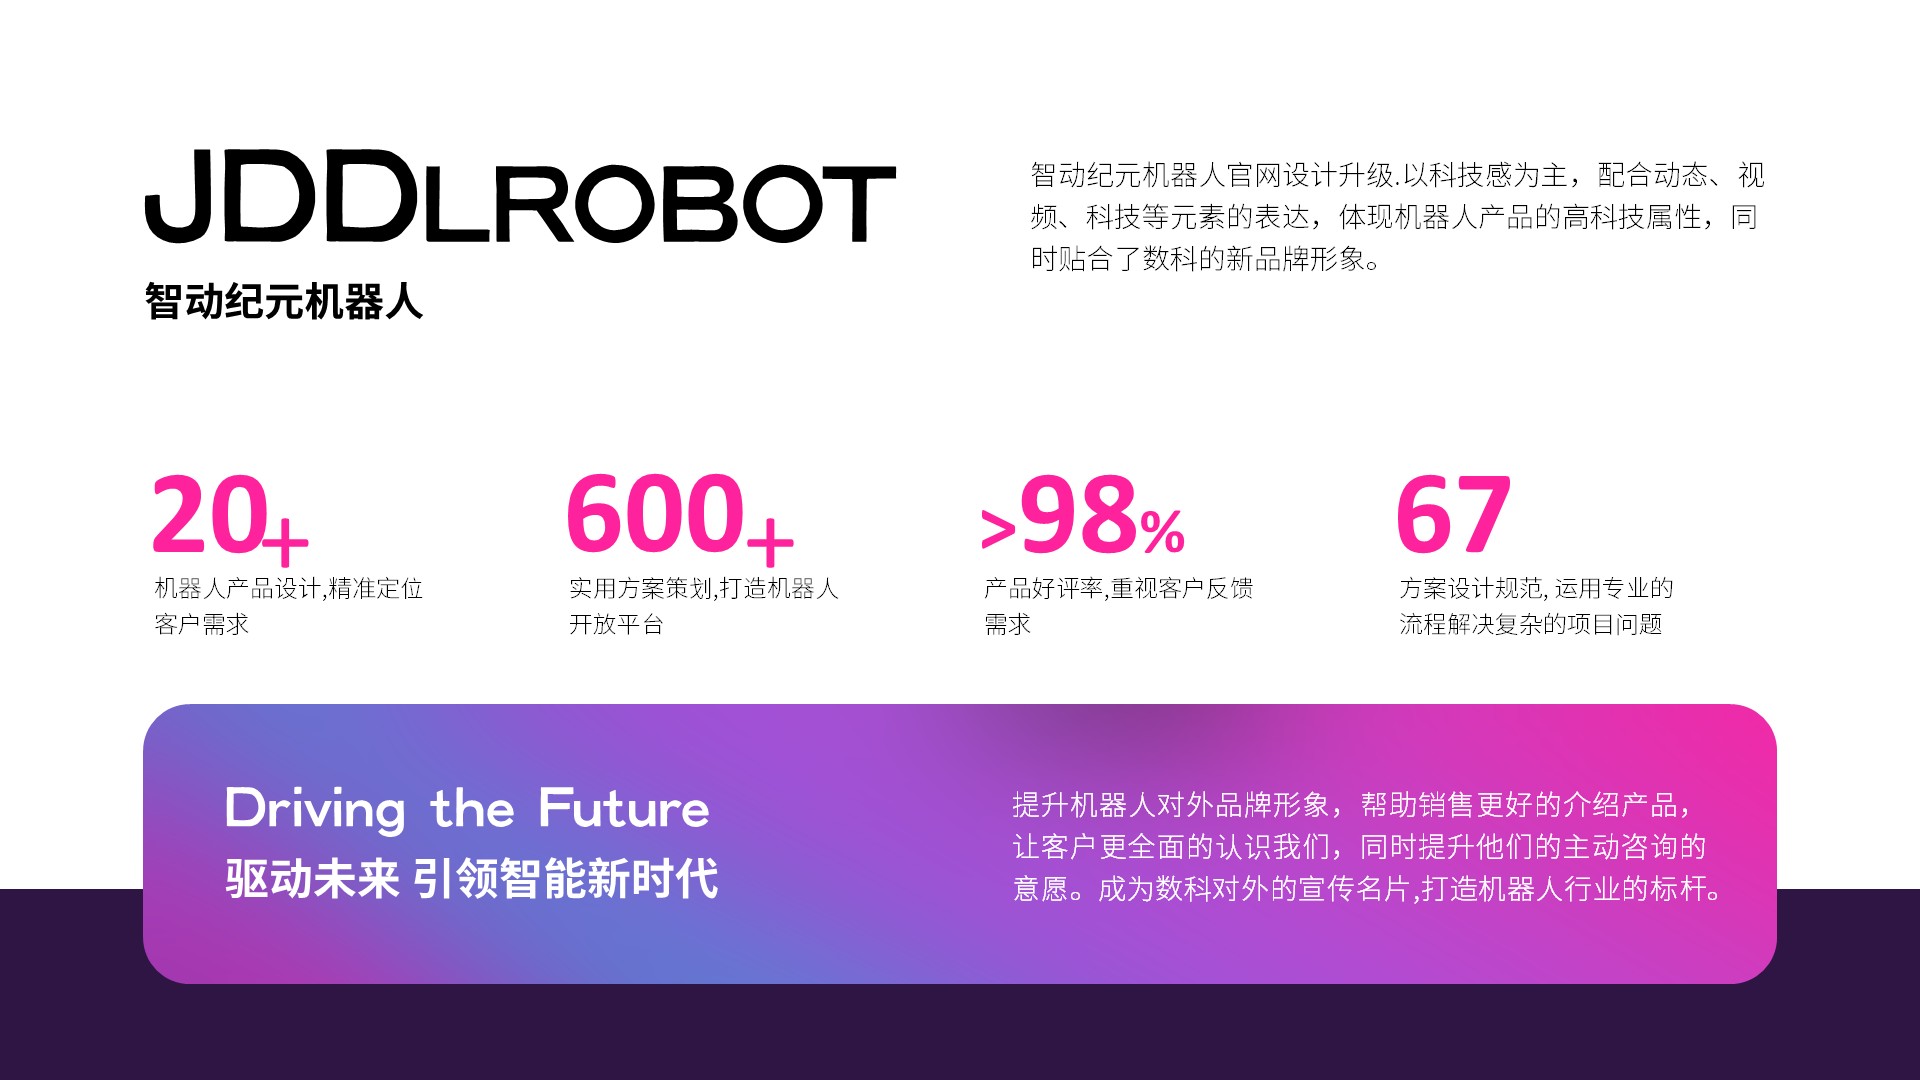 JDDLROBOT
智动纪元机器人
智动纪元机器人官网设计升级.以科技感为主，配合动态、视
频、科技等元素的表达，体现机器人产品的高科技属性，同
时贴合了数科的新品牌形象。
20+
机器人产品设计,精准定位
客户需求
600+
实用方案策划,打造机器人
开放平台
>98%
产品好评率,重视客户反馈
需求
67
方案设计规范, 运用专业的
流程解决复杂的项目问题
Driving the Future
驱动未来 引领智能新时代
提升机器人对外品牌形象，帮助销售更好的介绍产品，
让客户更全面的认识我们，同时提升他们的主动咨询的
意愿。成为数科对外的宣传名片,打造机器人行业的标杆。